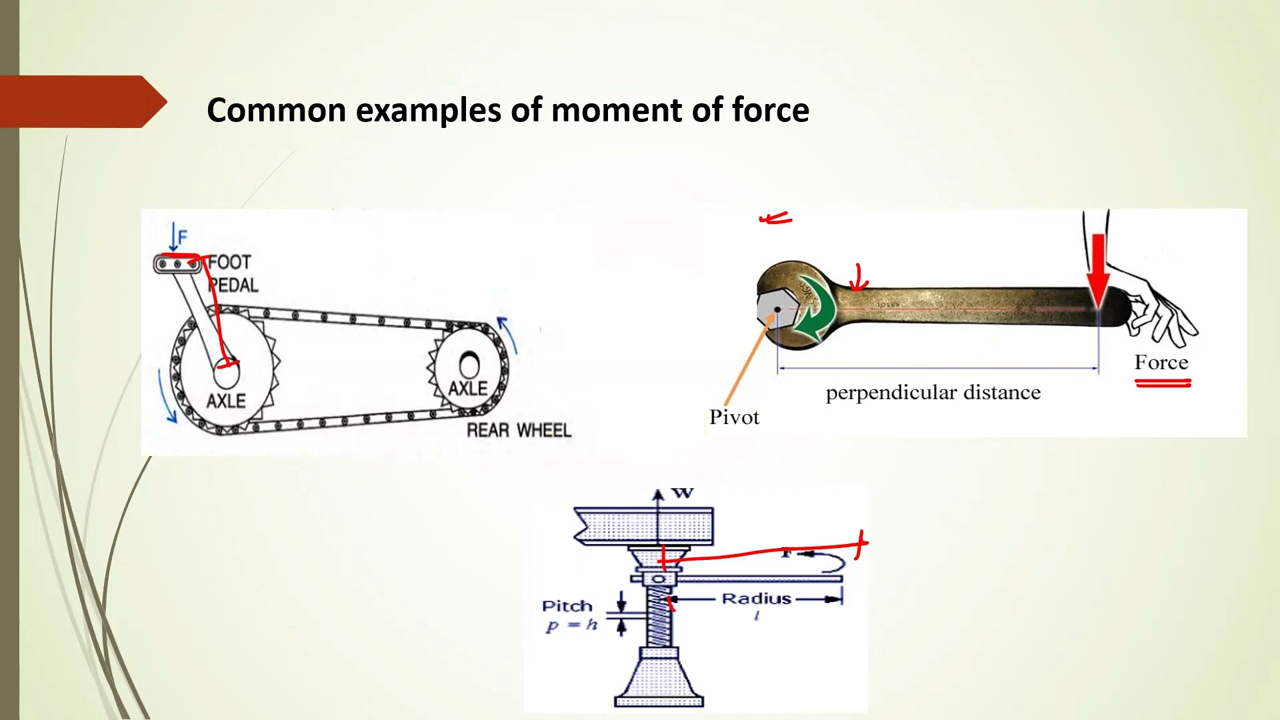 Common examples of moment of force
F
FOOT
PEDAL
AXLE
AXLE
REAR WHEEL
Force
perpendicular distance
Pivot
W
F
Pitch
p = h
Radius
l